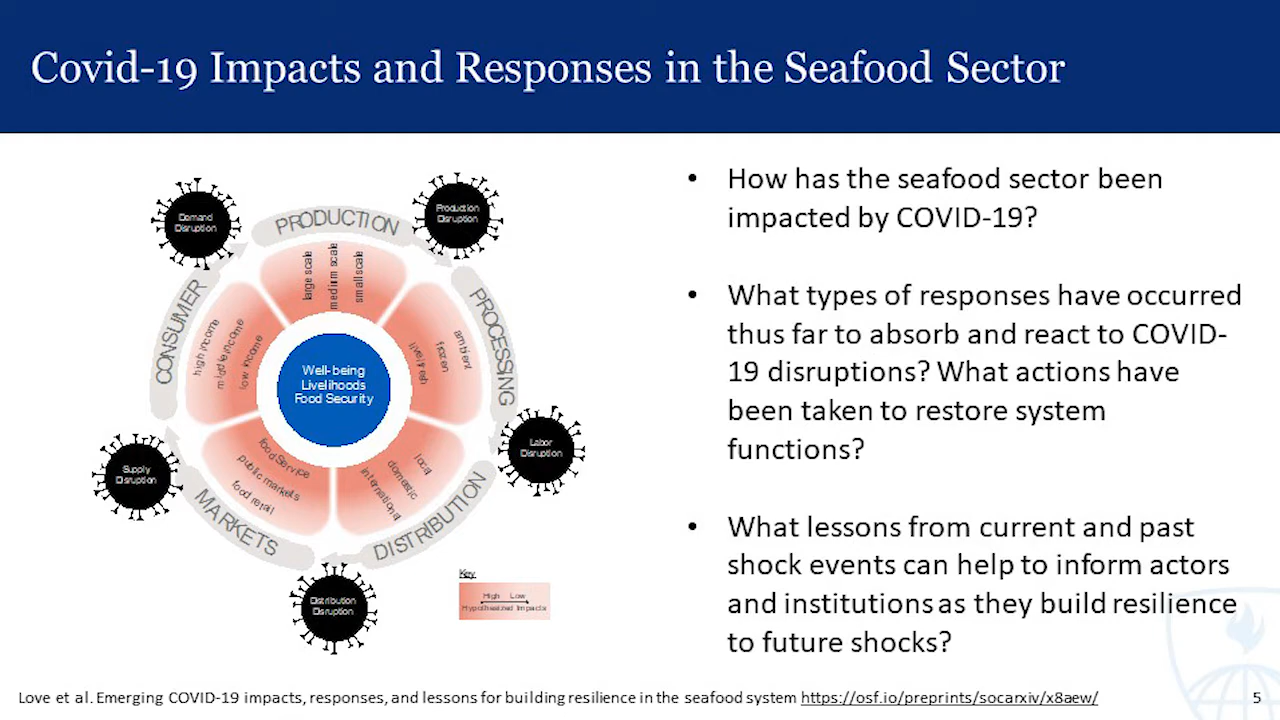 Covid-19 Impacts and Responses in the Seafood Sector
Demand
Disruption
Production
Disruption
PRODUCTION
large scale
medium scale
small scale
CONSUMER
high income
middle income
low income
PROCESSING
ambient
frozen
live/fresh
Well-being
Livelihoods
Food Security
Labor
Disruption
Supply
Disruption
food Service
public markets
food retail
MARKETS
local
domestic
international
DISTRIBUTION
Distribution
Disruption
Key
High Low
Hypothesized Impacts
• How has the seafood sector been
impacted by COVID-19?
• What types of responses have occurred
thus far to absorb and react to COVID-
19 disruptions? What actions have
been taken to restore system
functions?
• What lessons from current and past
shock events can help to inform actors
and institutions as they build resilience
to future shocks?
Love et al. Emerging COVID-19 impacts, responses, and lessons for building resilience in the seafood system https://osf.io/preprints/socarxiv/x8aew/
5